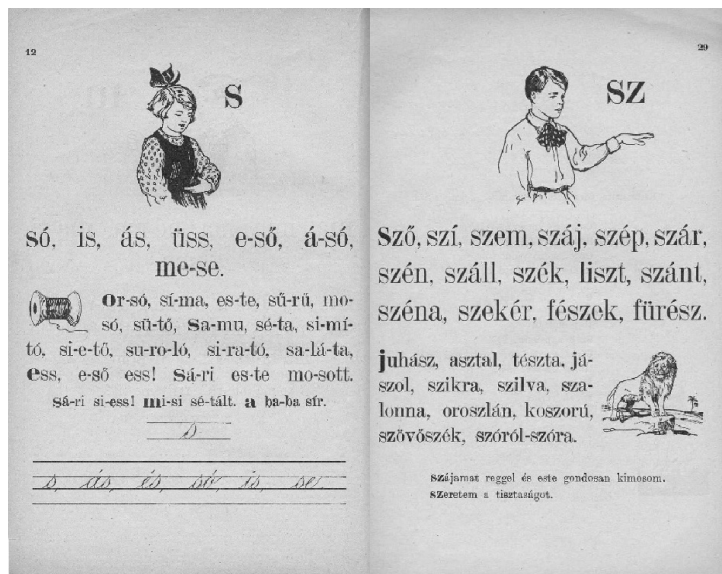 12
s
só, is, ás, üss, e-ső, á-só,
me-se.
Or-só, sí-ma, es-te, sű-rű, mo-
só, sü-tő, Sa-mu, sé-ta, si-mí-
tó, si-e-tő, su-ro-ló, si-ra-tó, sa-lá-ta,
ess, e-ső ess! Sá-ri es-te mo-sott.
Sá-ri si-ess! mi-si sé-tált. a ba-ba sír.
s
s, ás, és, só, is, se
29
sz
Sző, szí, szem, száj, szép, szár,
szén, száll, szék, liszt, szánt,
széna, szekér, fészek, fűrész.
juhász, asztal, tészta, já-
szol, szikra, szilva, sza-
lonna, oroszlán, koszorú,
szövőszék, szóról-szóra.
szájamat reggel és este gondosan kimosom.
szeretem a tisztaságot.